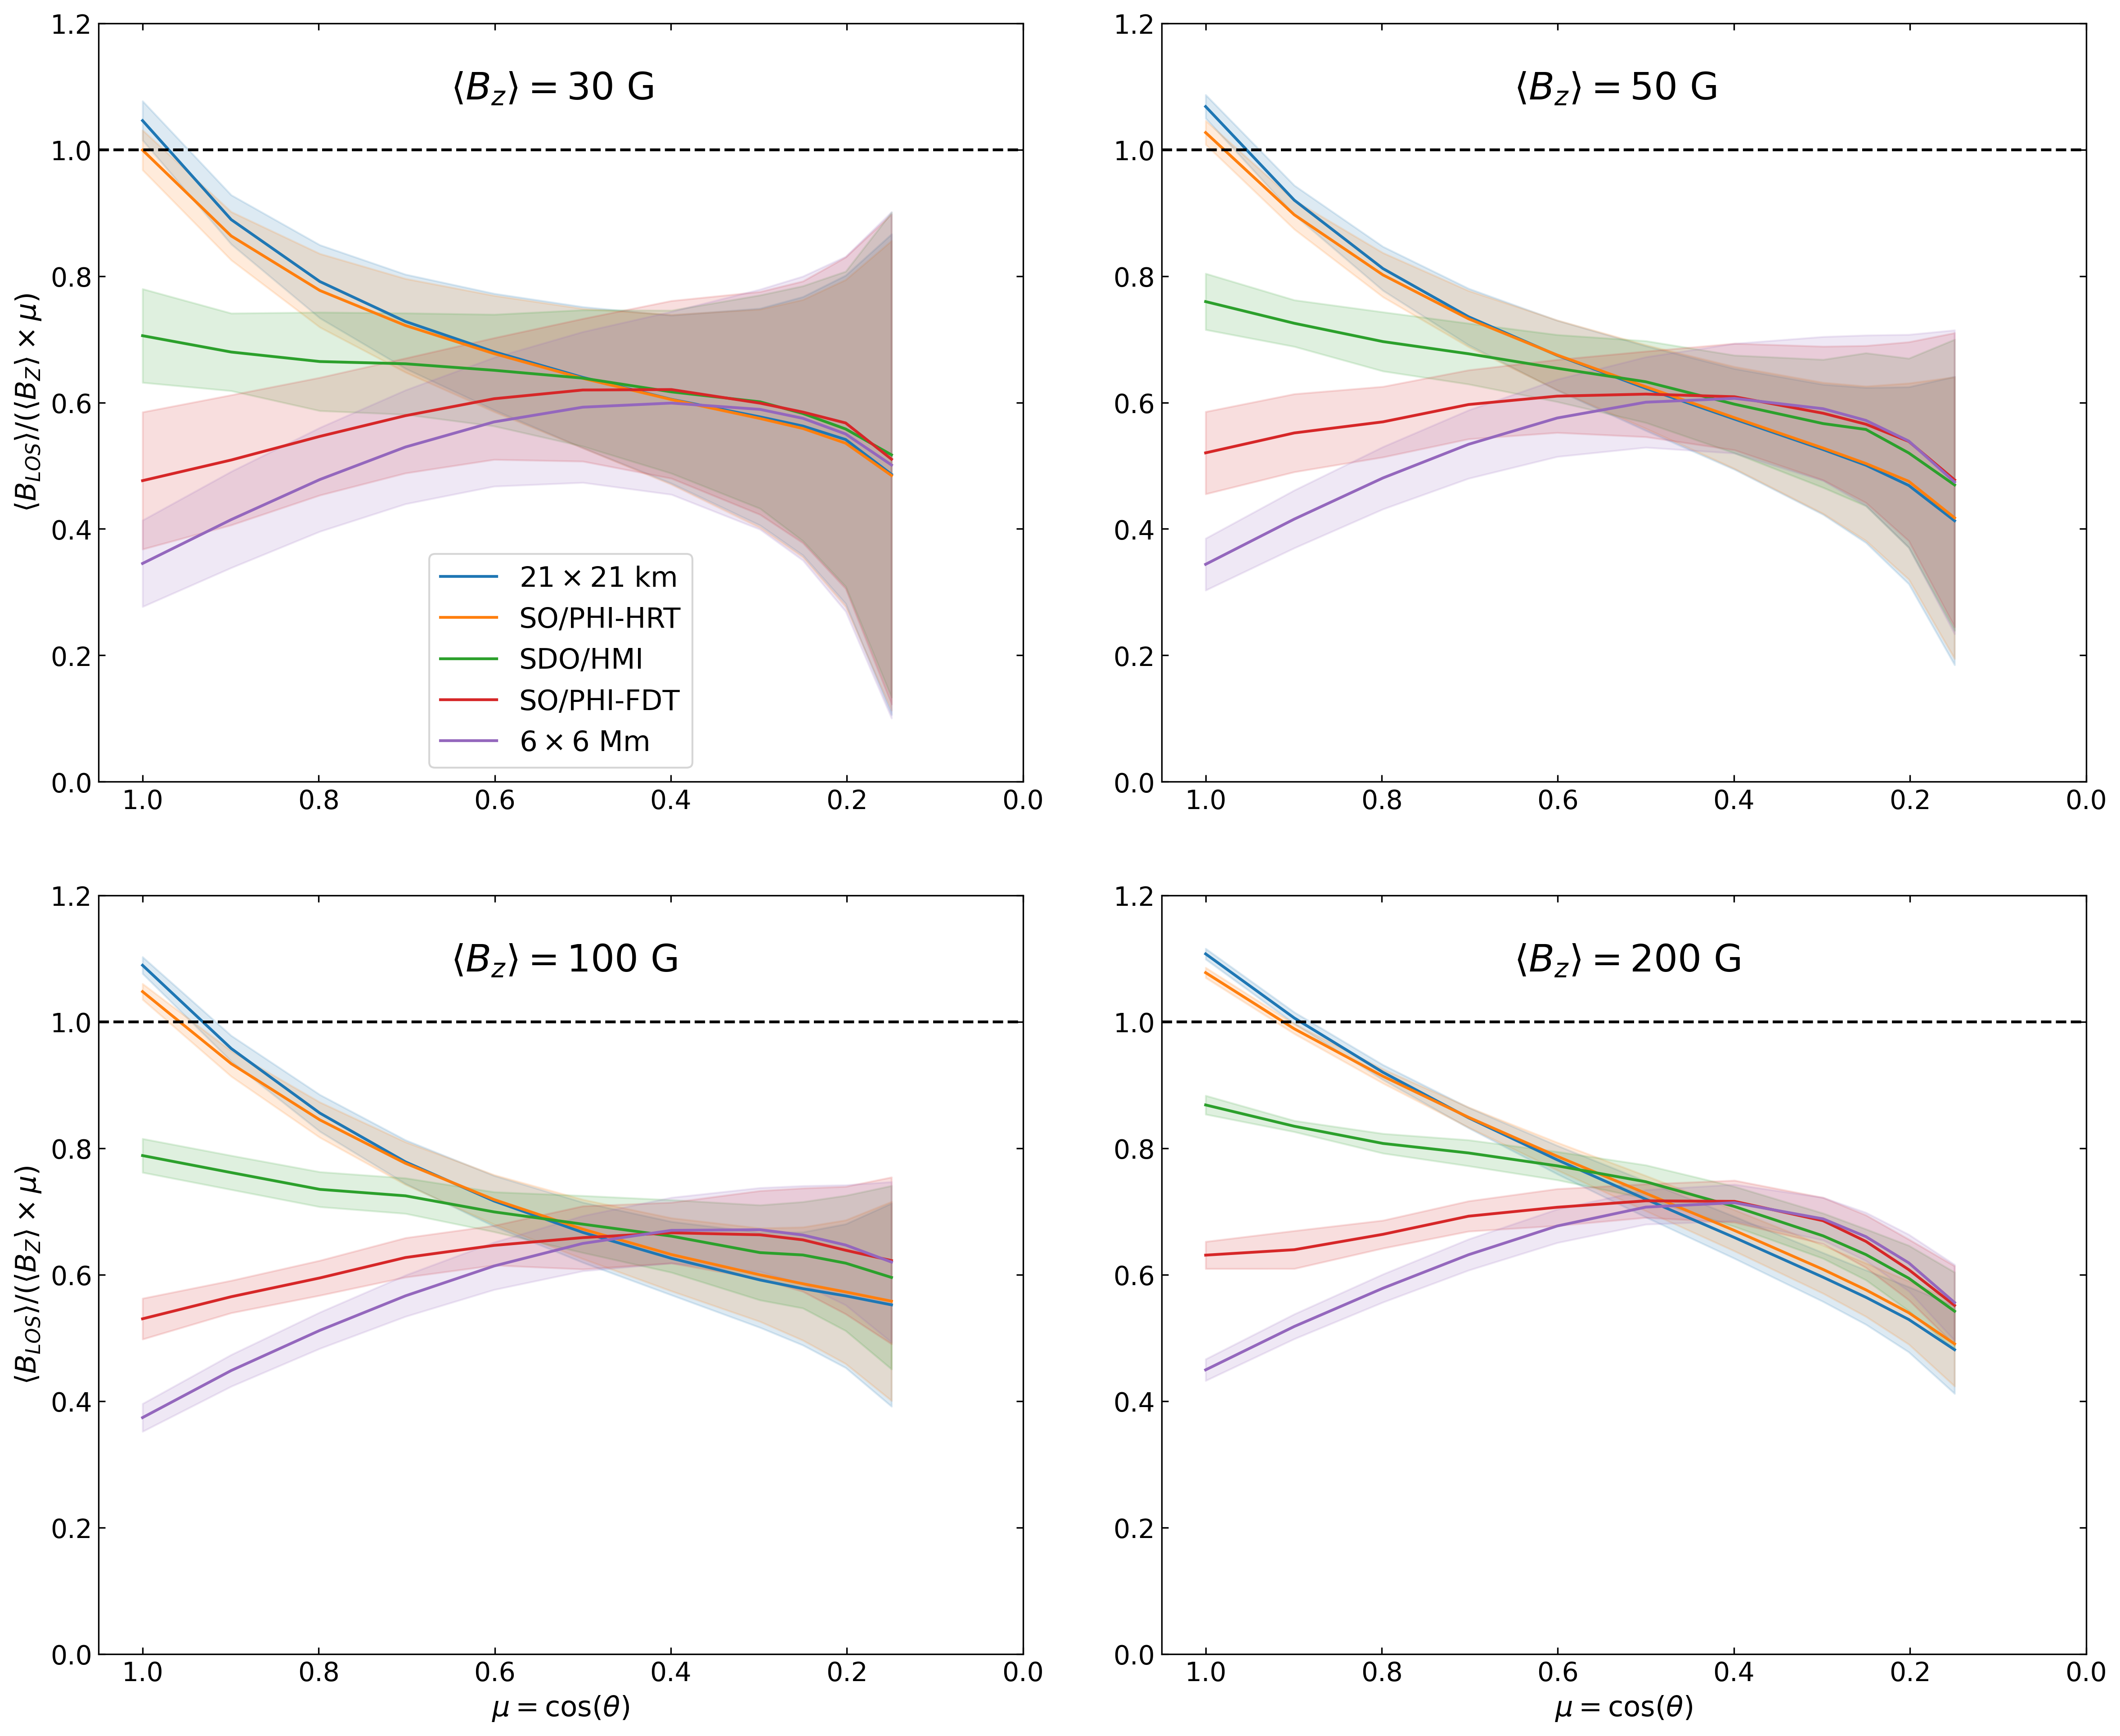 ⟨B_z⟩ = 30 G
1.2
1.0
0.8
0.6
0.4
0.2
0.0
⟨B_LOS⟩/(⟨B_Z⟩ × μ)
21 × 21 km
SO/PHI-HRT
SDO/HMI
SO/PHI-FDT
6 × 6 Mm
1.0 0.8 0.6 0.4 0.2 0.0
⟨B_z⟩ = 50 G
1.2
1.0
0.8
0.6
0.4
0.2
0.0
1.0 0.8 0.6 0.4 0.2 0.0
⟨B_z⟩ = 100 G
1.2
1.0
0.8
0.6
0.4
0.2
0.0
⟨B_LOS⟩/(⟨B_Z⟩ × μ)
1.0 0.8 0.6 0.4 0.2 0.0
μ = cos(θ)
⟨B_z⟩ = 200 G
1.2
1.0
0.8
0.6
0.4
0.2
0.0
1.0 0.8 0.6 0.4 0.2 0.0
μ = cos(θ)